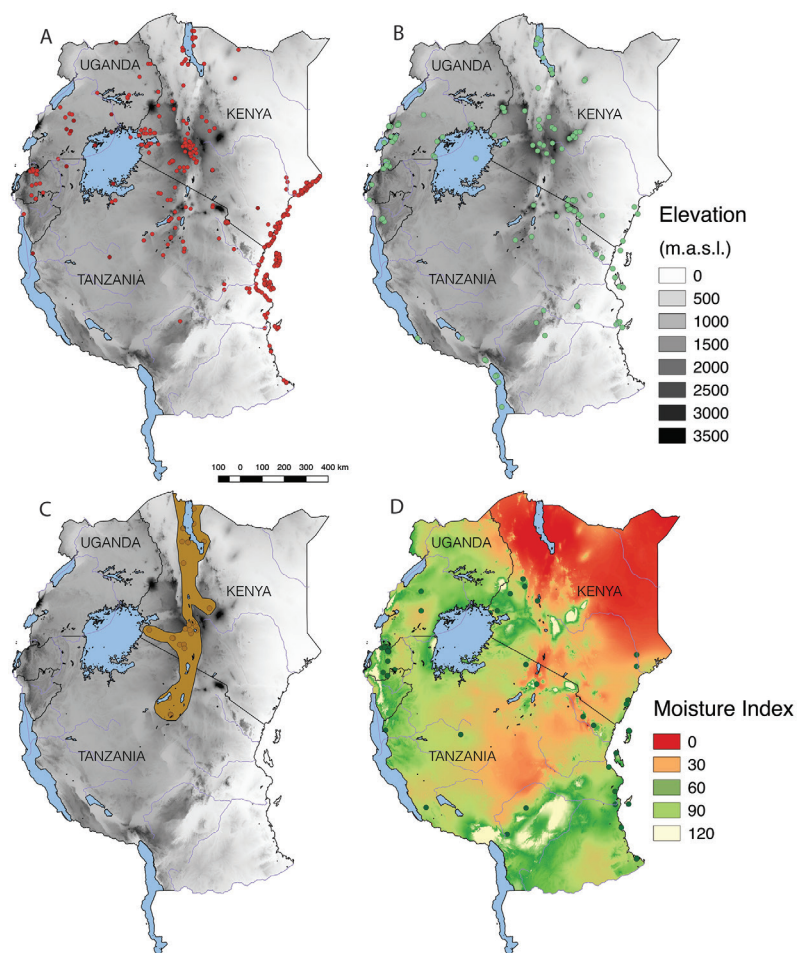 A
UGANDA
KENYA
TANZANIA
B
UGANDA
KENYA
TANZANIA
Elevation
(m.a.s.l.)
0
500
1000
1500
2000
2500
3000
3500
100 0 100 200 300 400 km
C
UGANDA
KENYA
TANZANIA
D
UGANDA
KENYA
TANZANIA
Moisture Index
0
30
60
90
120